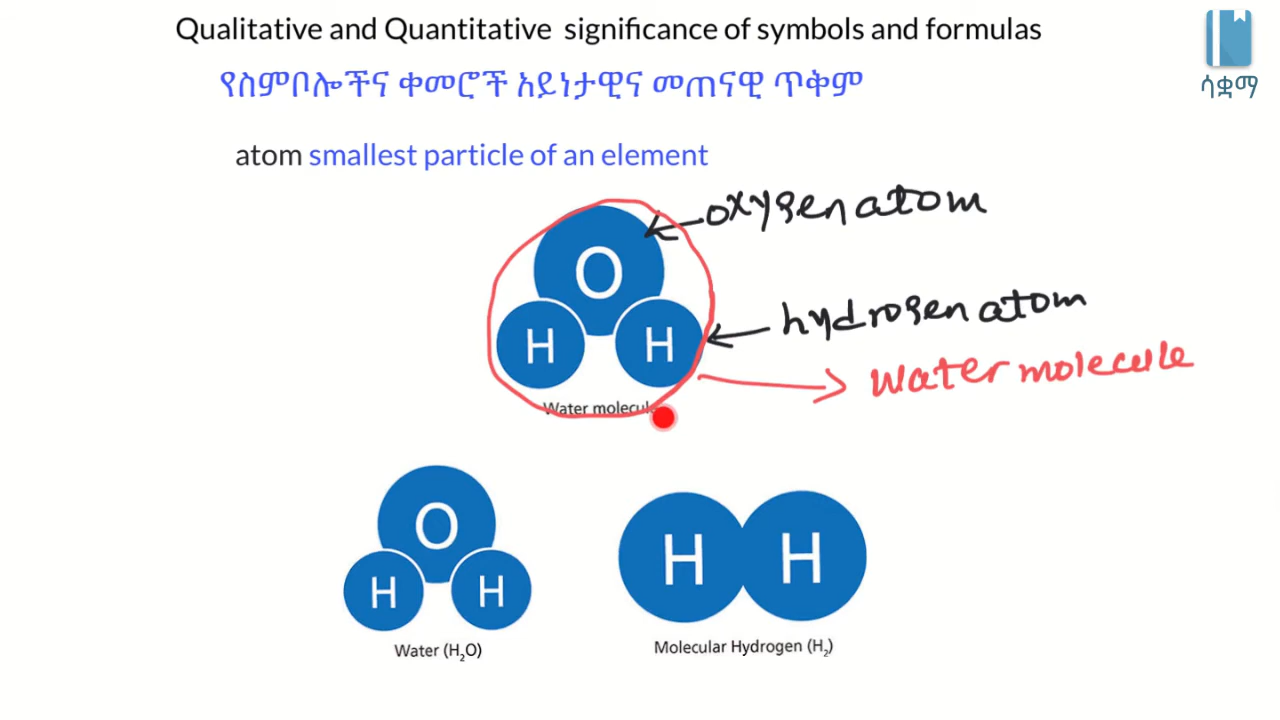 Qualitative and Quantitative significance of symbols and formulas
የስምቦሎችና ቀመሮች አይነታዊና መጠናዊ ጥቅም
ሳቋማ
atom smallest particle of an element
oxygen atom
O
hydrogen atom
H H
water molecule
Water molecul
O
H H
H H
Water (H₂O)
Molecular Hydrogen (H₂)